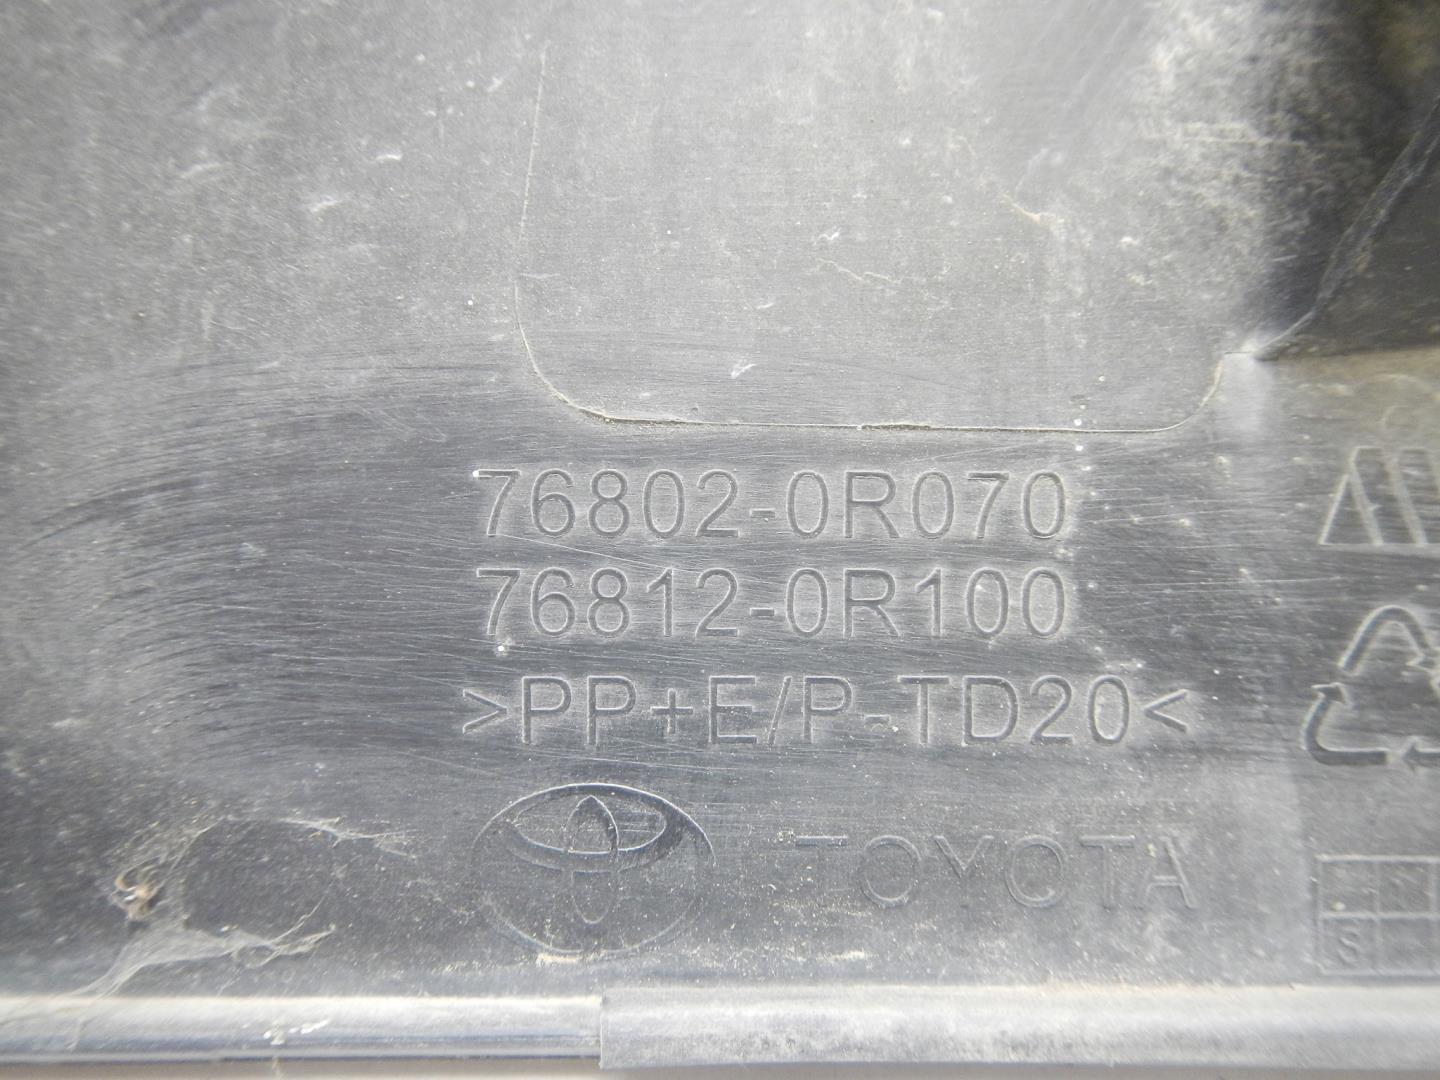 76802-0R070
76812-0R100
>PP+E/P-TD20<
TOYOTA
S